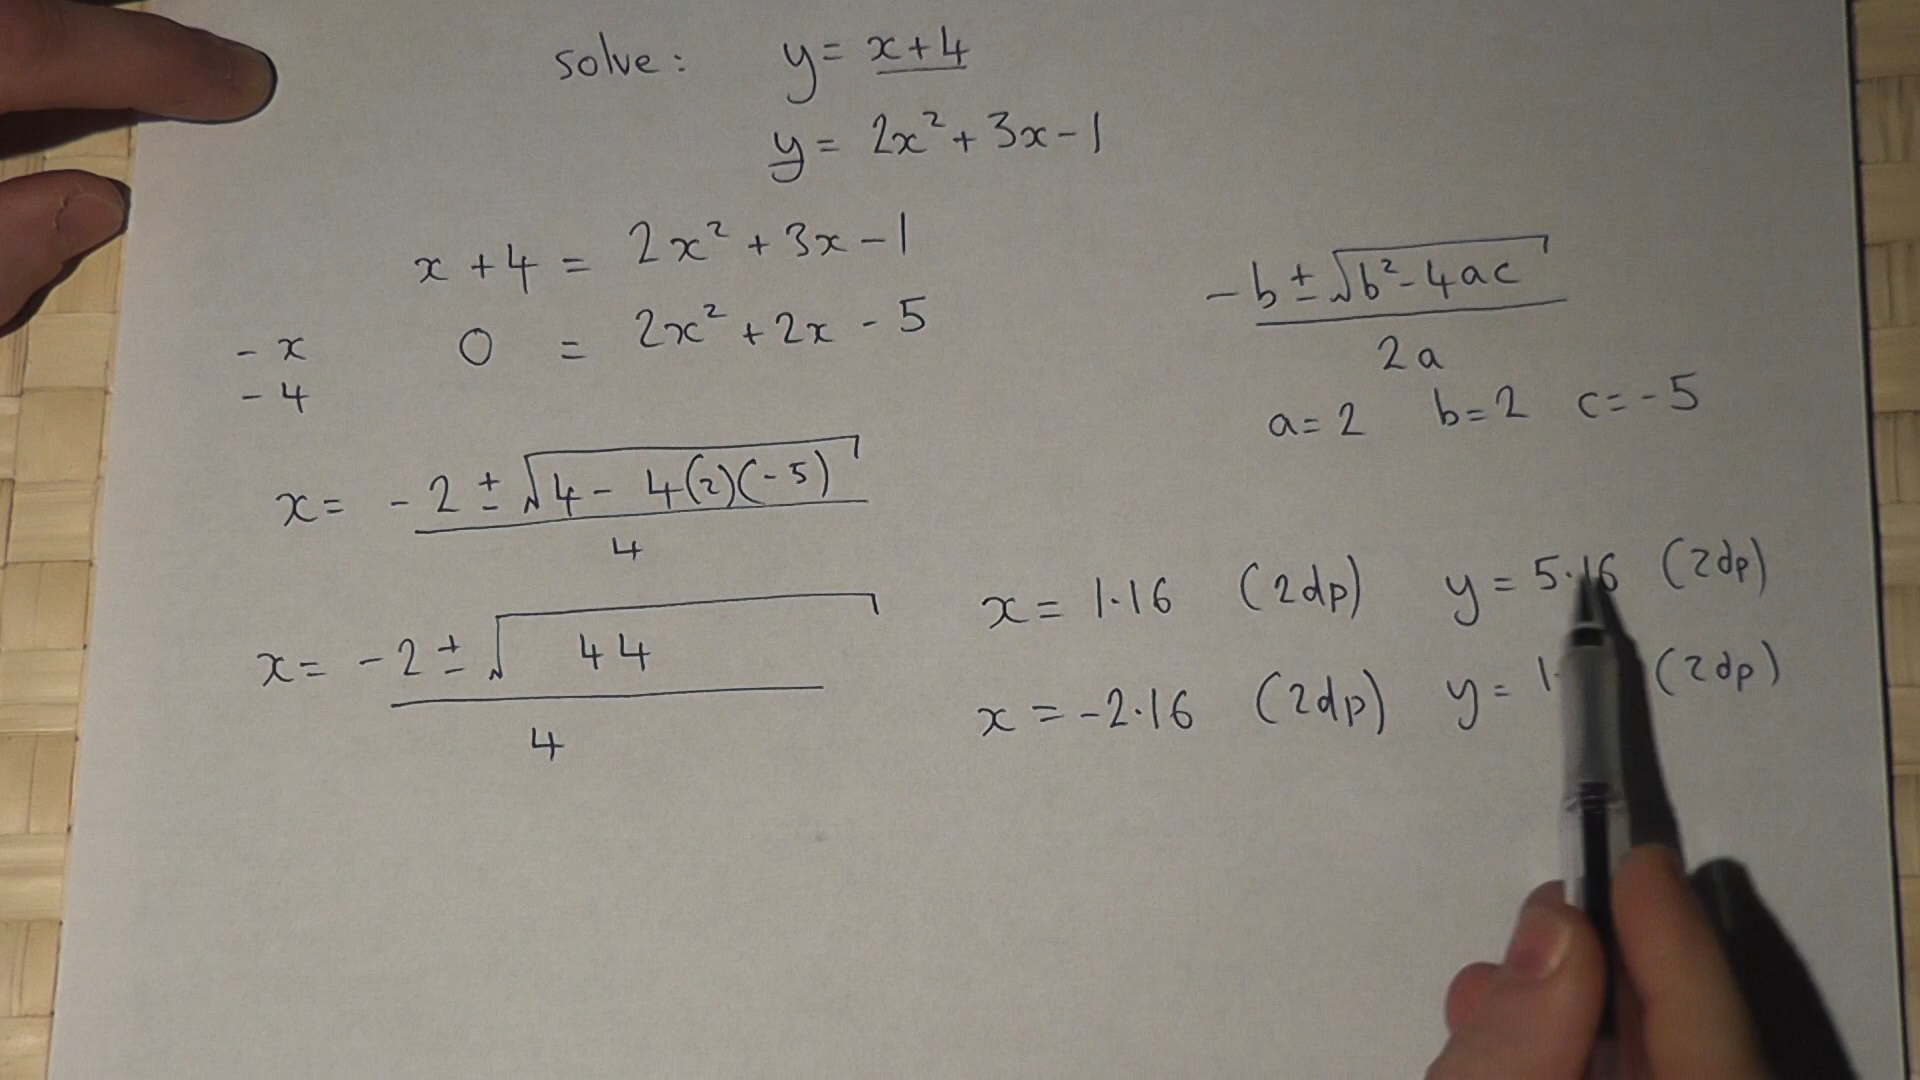 solve: y = x+4
y = 2x² + 3x - 1
x + 4 = 2x² + 3x - 1
- x 0 = 2x² + 2x - 5
- 4
-b ± √b² - 4ac
2a
a = 2 b = 2 c = -5
x = -2 ± √4 - 4(2)(-5)
4
x = -2 ± √44
4
x = 1·16 (2dp) y = 5·16 (2dp)
x = -2·16 (2dp) y = 1· (2dp)